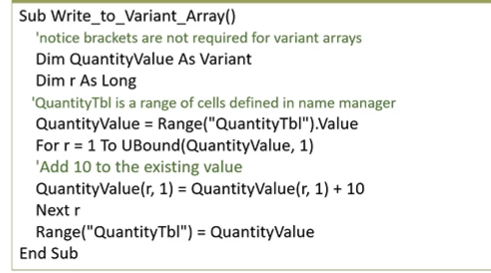 Sub Write_to_Variant_Array()
'notice brackets are not required for variant arrays
Dim QuantityValue As Variant
Dim r As Long
'QuantityTbl is a range of cells defined in name manager
QuantityValue = Range("QuantityTbl").Value
For r = 1 To UBound(QuantityValue, 1)
'Add 10 to the existing value
QuantityValue(r, 1) = QuantityValue(r, 1) + 10
Next r
Range("QuantityTbl") = QuantityValue
End Sub